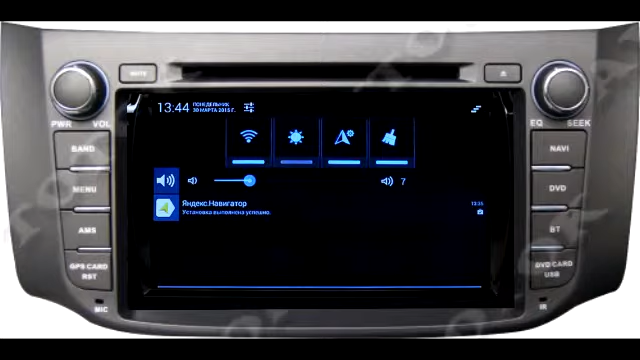 MUTE
PWR VOL
BAND
MENU
AMS
GPS CARD
RST
MIC
13:44 ПОНЕДЕЛЬНИК
30 МАРТА 2015 Г.
7
Яндекс.Навигатор
Установка выполнена успешно.
13:35
EQ SEEK
NAVI
DVD
BT
DVD CARD
USB
IR